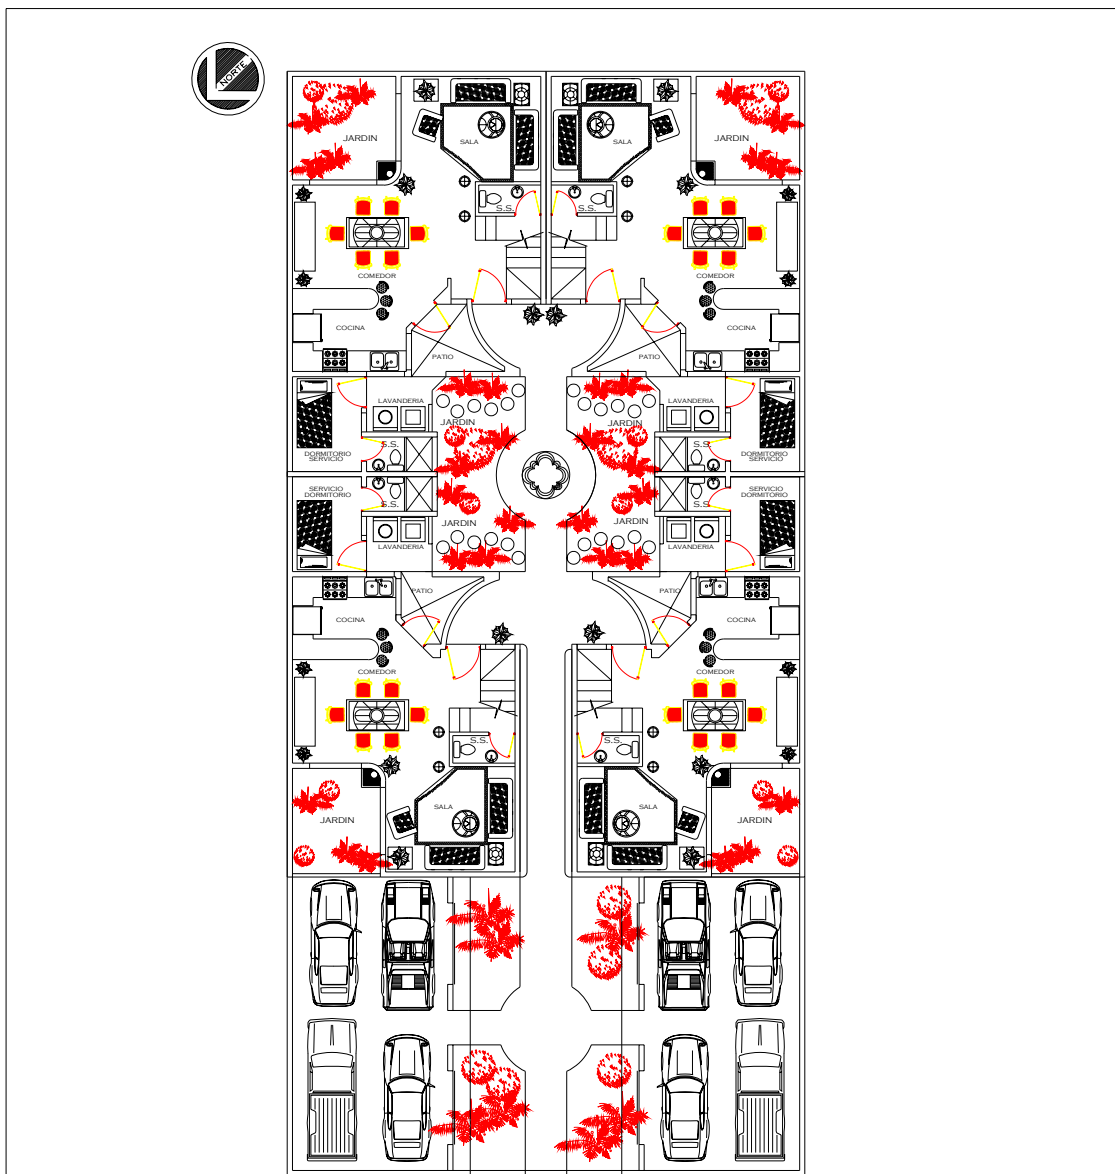 NORTE
JARDIN
SALA
SALA
JARDIN
S.S.
S.S.
COMEDOR
COMEDOR
COCINA
COCINA
PATIO
PATIO
LAVANDERIA
LAVANDERIA
JARDIN
JARDIN
S.S.
S.S.
DORMITORIO
SERVICIO
DORMITORIO
SERVICIO
SERVICIO
DORMITORIO
SERVICIO
DORMITORIO
S.S.
S.S.
JARDIN
JARDIN
LAVANDERIA
LAVANDERIA
PATIO
PATIO
COCINA
COCINA
COMEDOR
COMEDOR
S.S.
S.S.
SALA
SALA
JARDIN
JARDIN